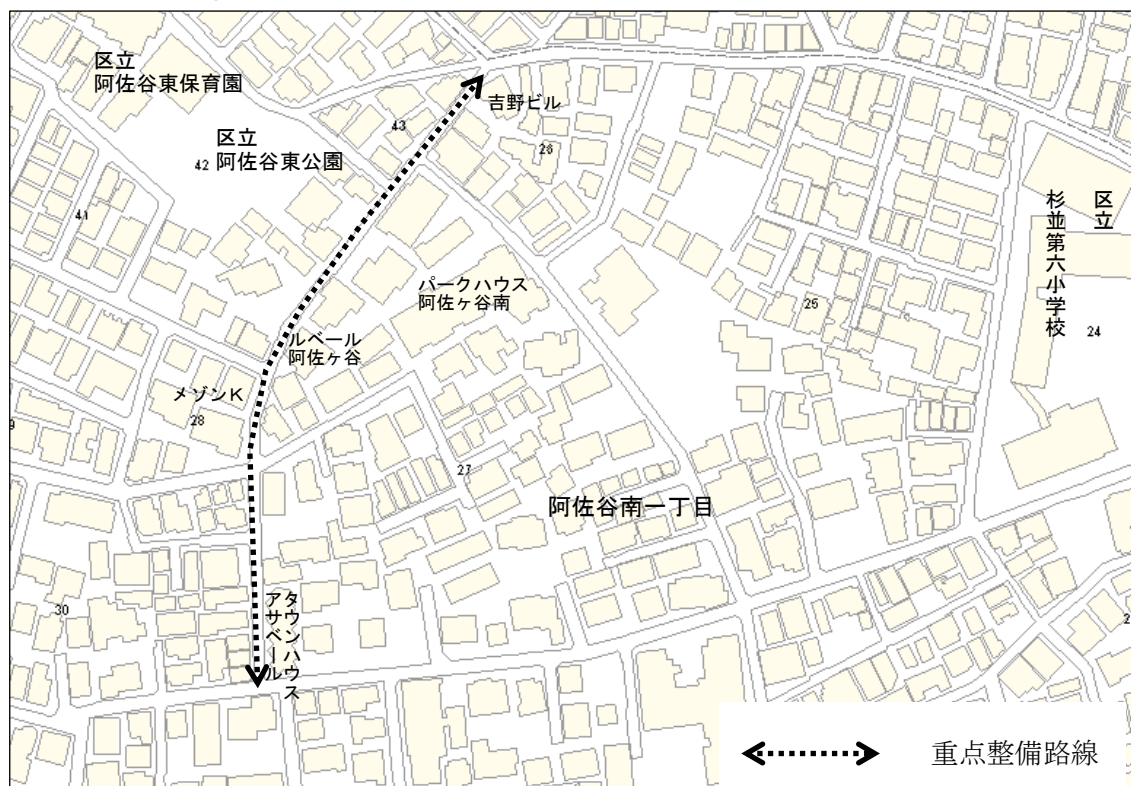 区立
阿佐谷東保育園
吉野ビル
43
区立
42 阿佐谷東公園
26
41
杉並第六小学校
区立
パークハウス
阿佐ヶ谷南
25
24
ルベール
阿佐ヶ谷
メゾンK
28
27
阿佐谷南一丁目
30
タウンハウス
アサベール
重点整備路線